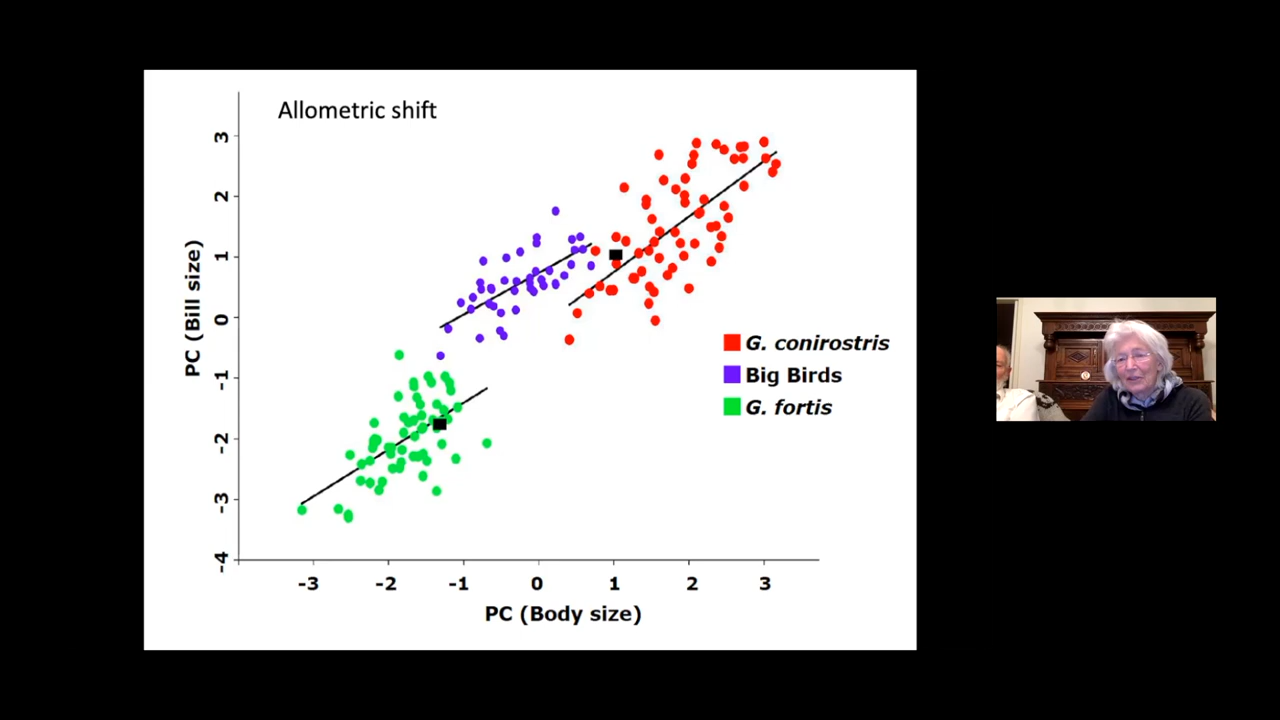 Allometric shift
PC (Bill size)
3
2
1
0
-1
-2
-3
-4
-3
-2
-1
0
1
2
3
PC (Body size)
G. conirostris
Big Birds
G. fortis